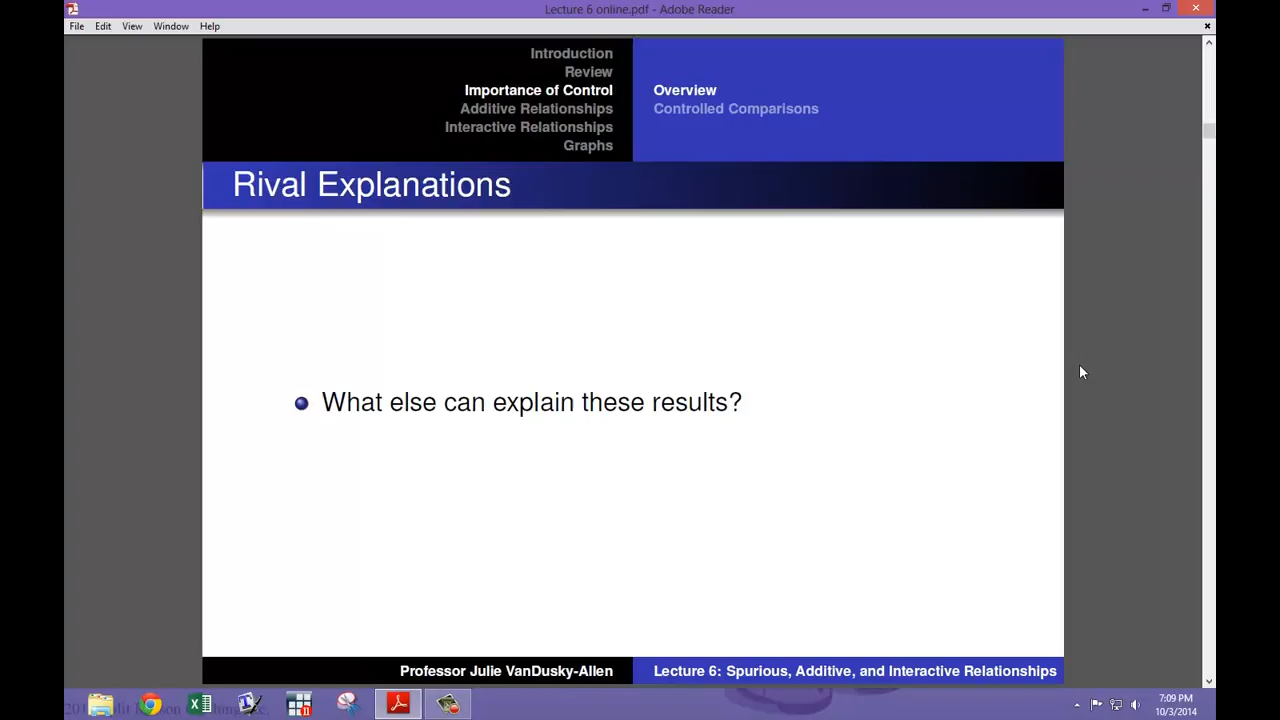 Lecture 6 online.pdf - Adobe Reader
File Edit View Window Help
Introduction
Review
Importance of Control
Additive Relationships
Interactive Relationships
Graphs
Overview
Controlled Comparisons
Rival Explanations
What else can explain these results?
Professor Julie VanDusky-Allen
Lecture 6: Spurious, Additive, and Interactive Relationships
7:09 PM
10/3/2014